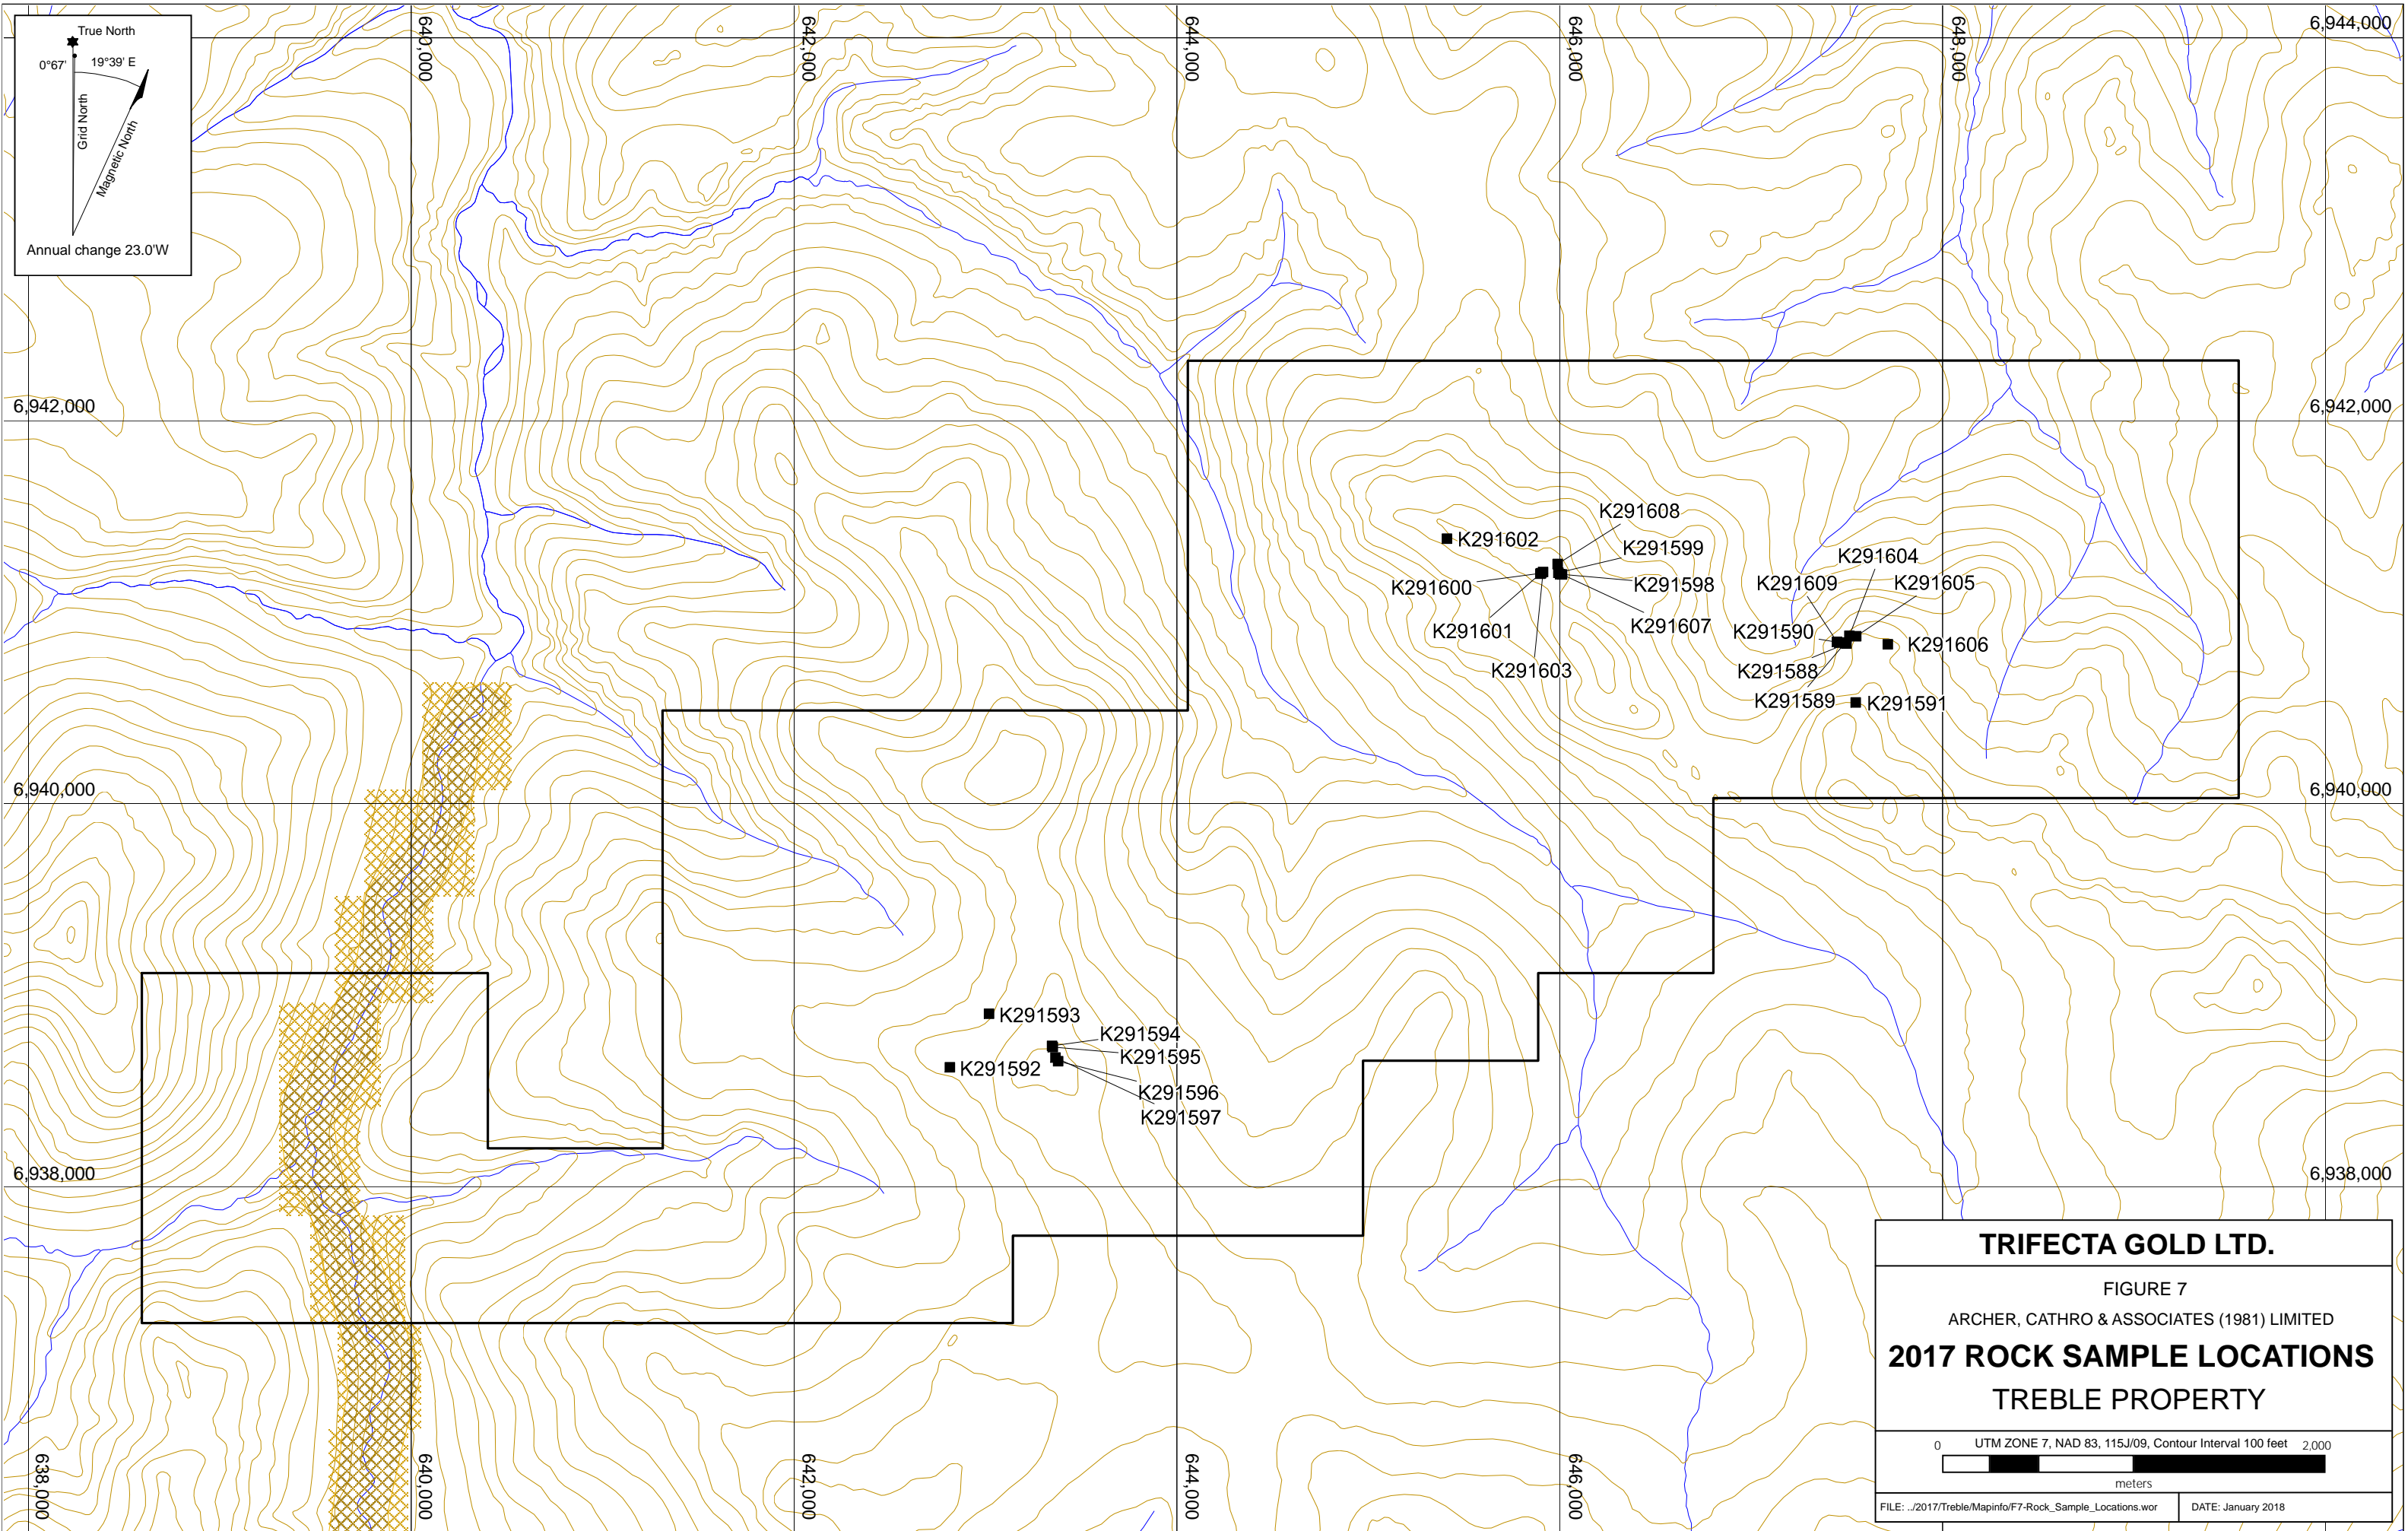 True North
0°67'
19°39' E
Grid North
Magnetic North
Annual change 23.0'W
640,000
642,000
644,000
646,000
648,000
6,944,000
6,942,000
6,942,000
K291608
K291602
K291599
K291600
K291598
K291601
K291607
K291603
K291604
K291609
K291605
K291590
K291606
K291588
K291589
K291591
6,940,000
6,940,000
K291593
K291594
K291595
K291592
K291596
K291597
6,938,000
6,938,000
638,000
640,000
642,000
644,000
646,000
TRIFECTA GOLD LTD.
FIGURE 7
ARCHER, CATHRO & ASSOCIATES (1981) LIMITED
2017 ROCK SAMPLE LOCATIONS
TREBLE PROPERTY
0 UTM ZONE 7, NAD 83, 115J/09, Contour Interval 100 feet 2,000
meters
FILE: ../2017/Treble/Mapinfo/F7-Rock_Sample_Locations.wor
DATE: January 2018